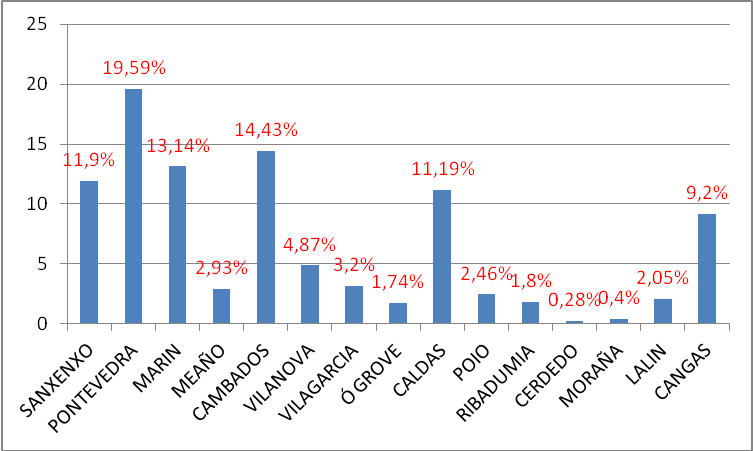 25
20
15
10
5
0
11,9%
19,59%
13,14%
2,93%
14,43%
4,87%
3,2%
1,74%
11,19%
2,46%
1,8%
0,28%
0,4%
2,05%
9,2%
SANXENXO
PONTEVEDRA
MARIN
MEAÑO
CAMBADOS
VILANOVA
VILAGARCIA
Ó GROVE
CALDAS
POIO
RIBADUMIA
CERDEDO
MORAÑA
LALIN
CANGAS